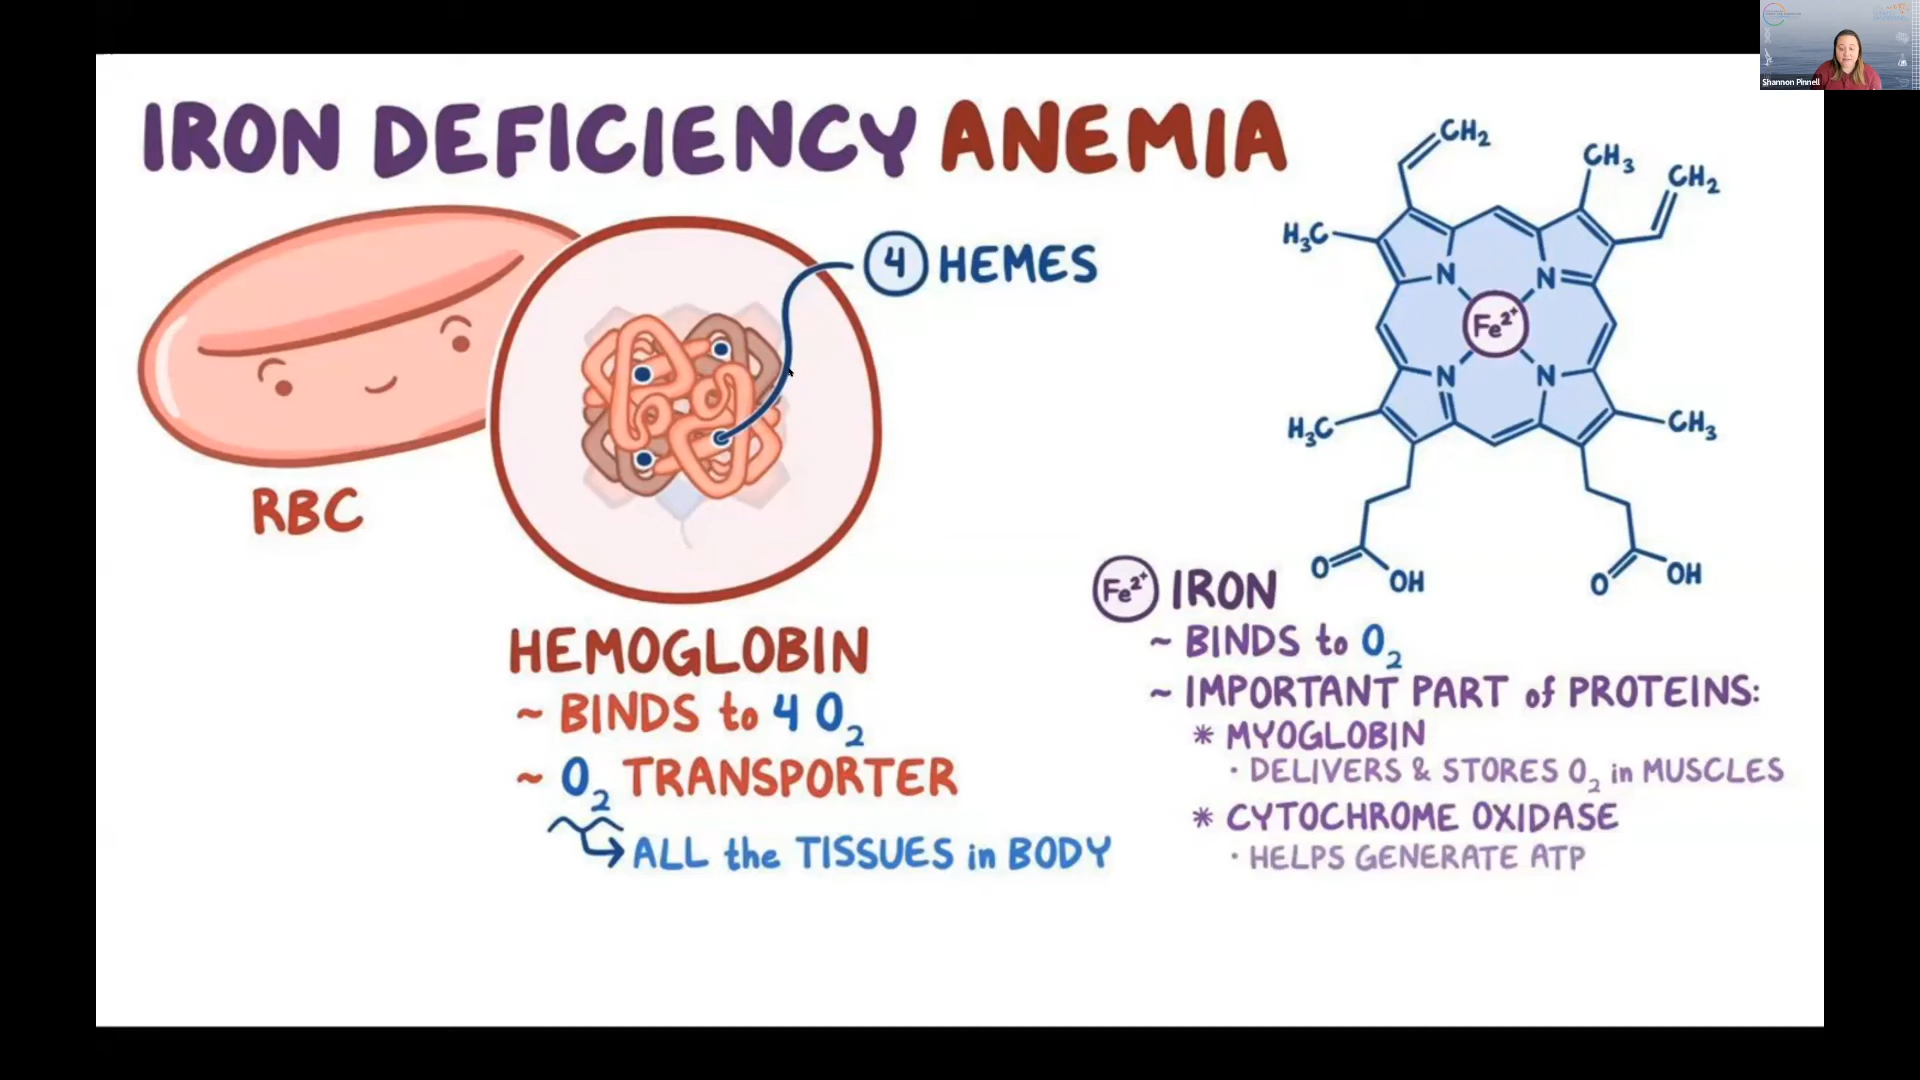 Shannon Pinnell
IRON DEFICIENCY ANEMIA
4 HEMES
RBC
HEMOGLOBIN
~ BINDS to 4 O₂
~ O₂ TRANSPORTER
ALL the TISSUES in BODY
CH₂
CH₃
CH₂
H₃C
N
N
Fe²⁺
N
N
H₃C
CH₃
O
OH
O
OH
Fe²⁺ IRON
~ BINDS to O₂
~ IMPORTANT PART of PROTEINS:
* MYOGLOBIN
· DELIVERS & STORES O₂ in MUSCLES
* CYTOCHROME OXIDASE
· HELPS GENERATE ATP